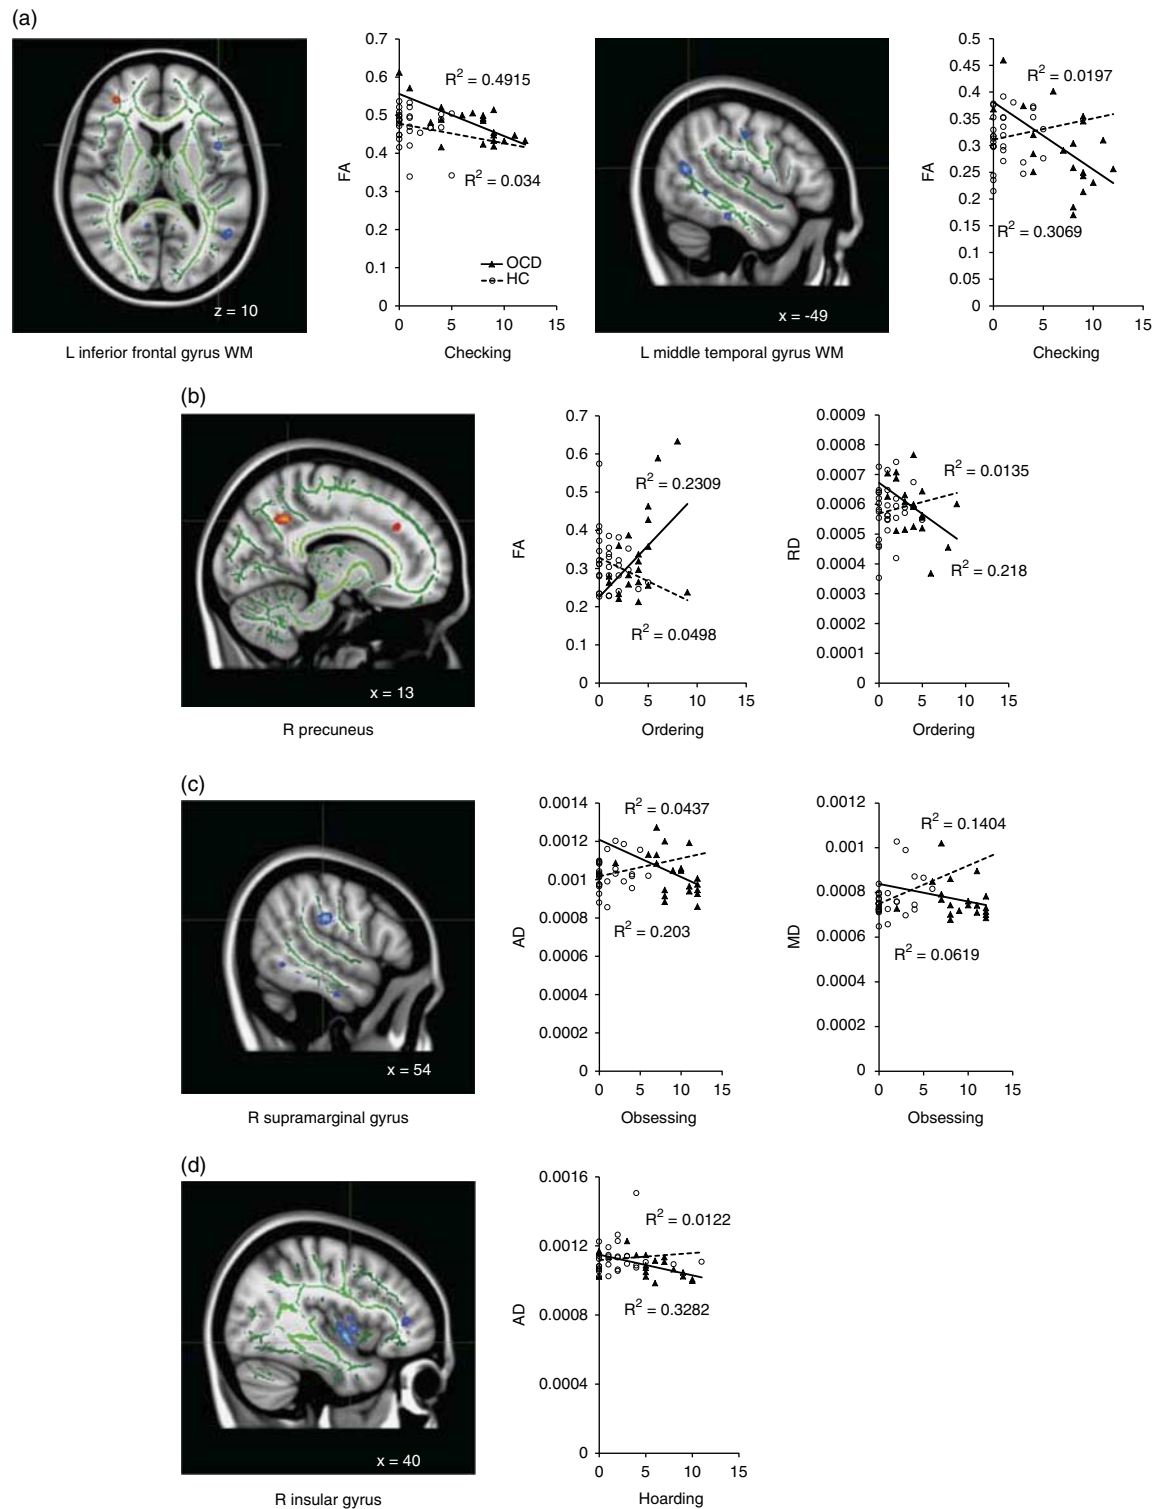 (a)
0.7
0.6
0.5
0.4
0.3
0.2
0.1
0
FA
R² = 0.4915
R² = 0.034
OCD
HC
0 5 10 15
Checking
z = 10
L inferior frontal gyrus WM
x = -49
L middle temporal gyrus WM
0.5
0.45
0.4
0.35
0.3
0.25
0.2
0.15
0.1
0.05
0
FA
R² = 0.0197
R² = 0.3069
0 5 10 15
Checking
(b)
x = 13
R precuneus
0.7
0.6
0.5
0.4
0.3
0.2
0.1
0
FA
R² = 0.2309
R² = 0.0498
0 5 10 15
Ordering
0.0009
0.0008
0.0007
0.0006
0.0005
0.0004
0.0003
0.0002
0.0001
0
RD
R² = 0.0135
R² = 0.218
0 5 10 15
Ordering
(c)
x = 54
R supramarginal gyrus
0.0014
0.0012
0.001
0.0008
0.0006
0.0004
0.0002
0
AD
R² = 0.0437
R² = 0.203
0 5 10 15
Obsessing
0.0012
0.001
0.0008
0.0006
0.0004
0.0002
0
MD
R² = 0.1404
R² = 0.0619
0 5 10 15
Obsessing
(d)
x = 40
R insular gyrus
0.0016
0.0012
0.0008
0.0004
0
AD
R² = 0.0122
R² = 0.3282
0 5 10 15
Hoarding